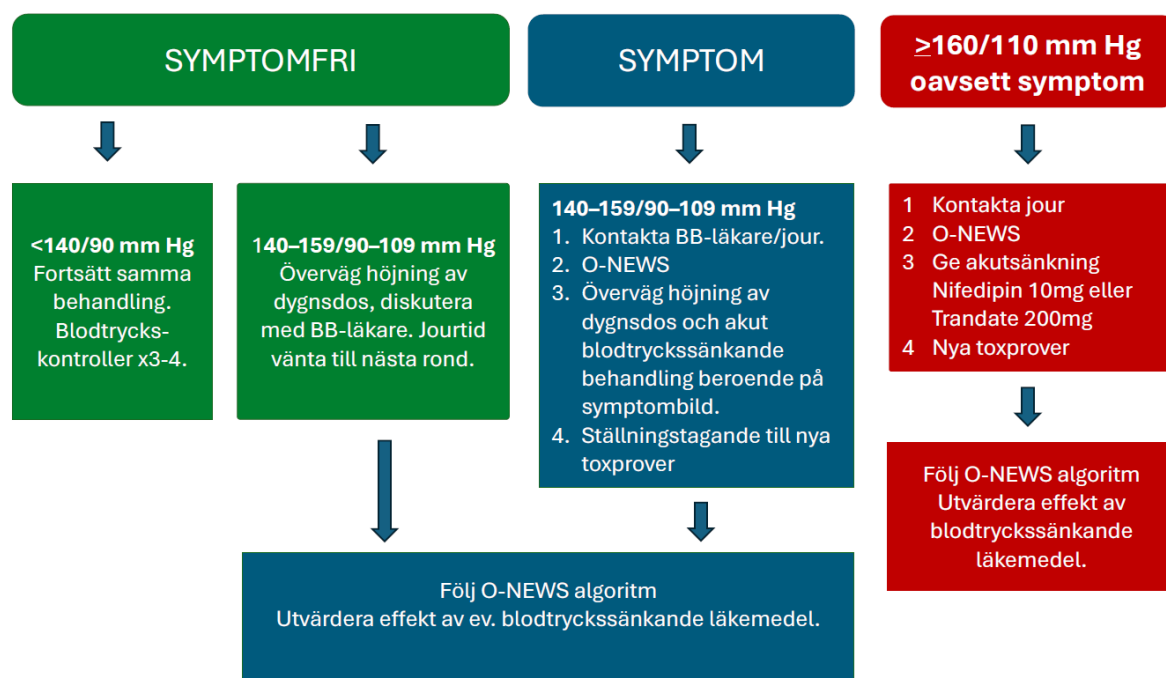 SYMPTOMFRI
SYMPTOM
≥160/110 mm Hg
oavsett symptom
<140/90 mm Hg
Fortsätt samma
behandling.
Blodtrycks-
kontroller x3-4.
140–159/90–109 mm Hg
Överväg höjning av
dygnsdos, diskutera
med BB-läkare. Jourtid
vänta till nästa rond.
140–159/90–109 mm Hg
1. Kontakta BB-läkare/jour.
2. O-NEWS
3. Överväg höjning av
dygnsdos och akut
blodtryckssänkande
behandling beroende på
symptombild.
4. Ställningstagande till nya
toxprover
1 Kontakta jour
2 O-NEWS
3 Ge akutsänkning
Nifedipin 10mg eller
Trandate 200mg
4 Nya toxprover
Följ O-NEWS algoritm
Utvärdera effekt av ev. blodtryckssänkande läkemedel.
Följ O-NEWS algoritm
Utvärdera effekt av
blodtryckssänkande
läkemedel.